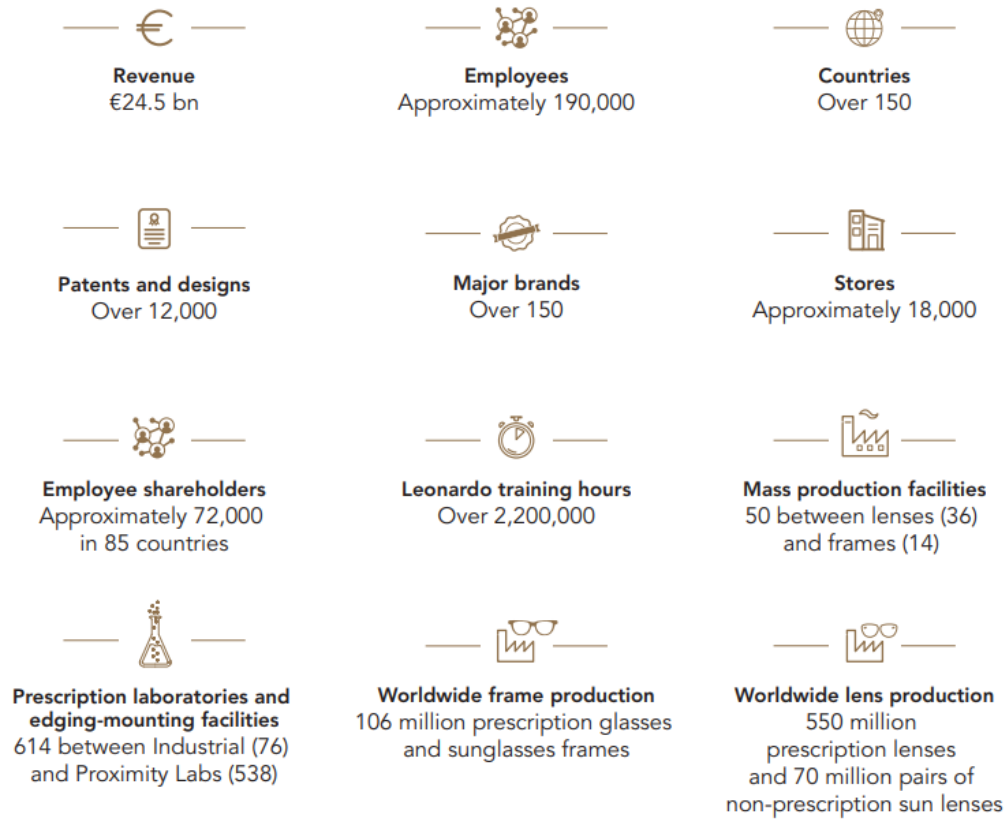 Revenue
€24.5 bn
Employees
Approximately 190,000
Countries
Over 150
Patents and designs
Over 12,000
Major brands
Over 150
Stores
Approximately 18,000
Employee shareholders
Approximately 72,000
in 85 countries
Leonardo training hours
Over 2,200,000
Mass production facilities
50 between lenses (36)
and frames (14)
Prescription laboratories and
edging-mounting facilities
614 between Industrial (76)
and Proximity Labs (538)
Worldwide frame production
106 million prescription glasses
and sunglasses frames
Worldwide lens production
550 million
prescription lenses
and 70 million pairs of
non-prescription sun lenses